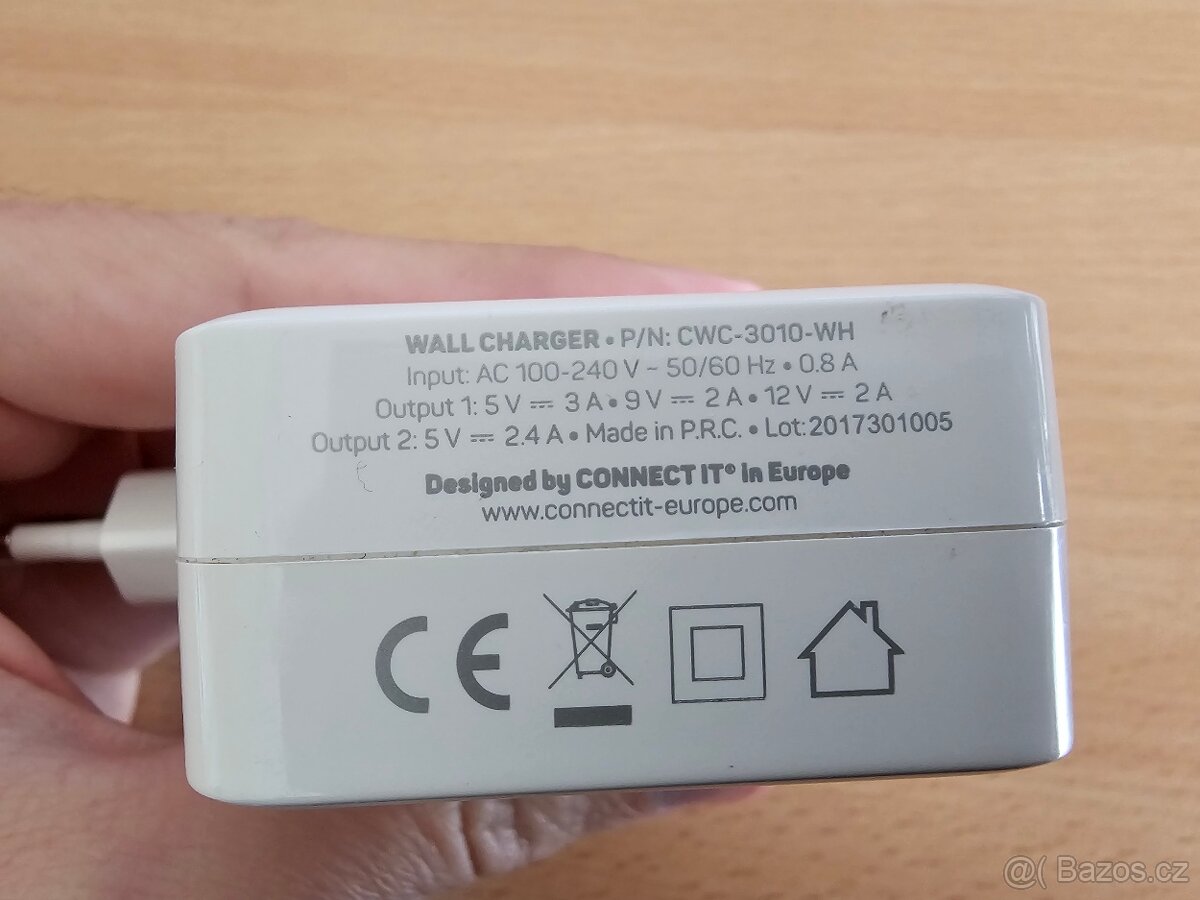 WALL CHARGER • P/N: CWC-3010-WH
Input: AC 100-240 V ~ 50/60 Hz • 0.8 A
Output 1: 5 V ⎓ 3 A • 9 V ⎓ 2 A • 12 V ⎓ 2 A
Output 2: 5 V ⎓ 2.4 A • Made in P.R.C. • Lot: 2017301005
Designed by CONNECT IT® in Europe
www.connectit-europe.com
CE
@( Bazos.cz